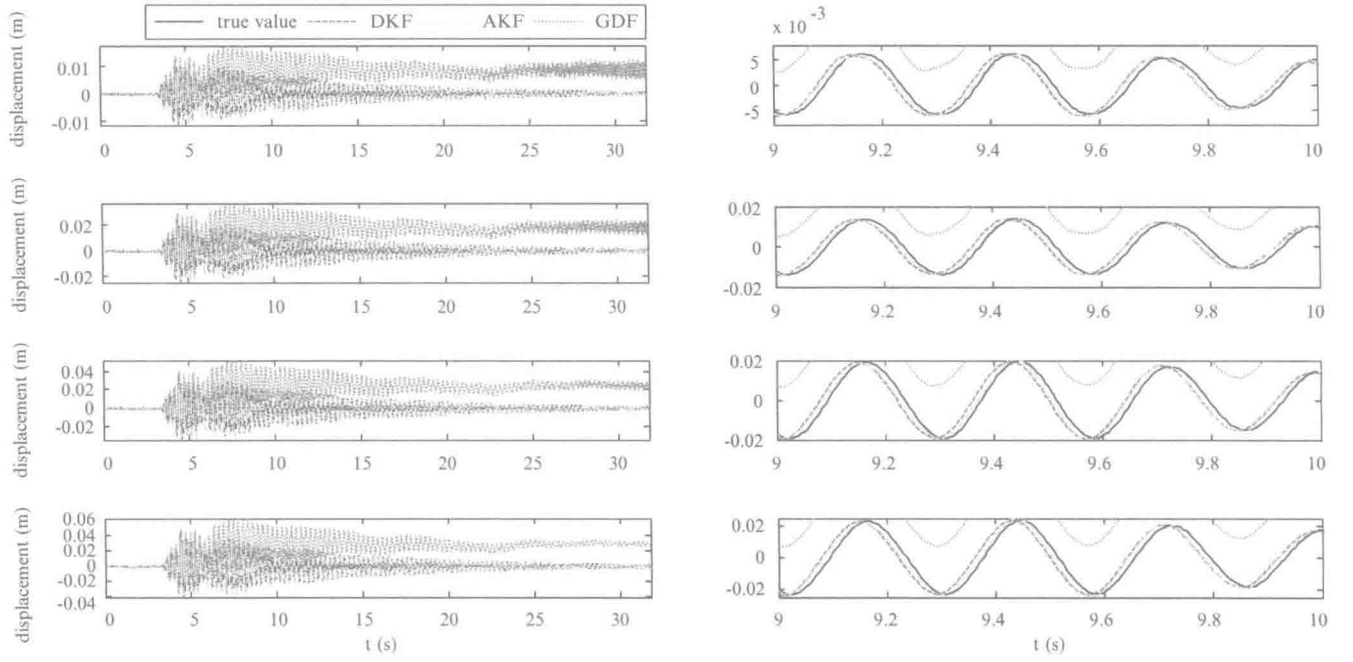 true value DKF AKF GDF
x 10 -3
displacement (m)
0.01
0
-0.01
0 5 10 15 20 25 30
5
0
-5
9 9.2 9.4 9.6 9.8 10
displacement (m)
0.02
0
-0.02
0 5 10 15 20 25 30
0.02
0
-0.02
9 9.2 9.4 9.6 9.8 10
displacement (m)
0.04
0.02
0
-0.02
0 5 10 15 20 25 30
0.02
0
-0.02
9 9.2 9.4 9.6 9.8 10
displacement (m)
0.06
0.04
0.02
0
-0.02
-0.04
0 5 10 15 20 25 30
t (s)
0.02
0
-0.02
9 9.2 9.4 9.6 9.8 10
t (s)